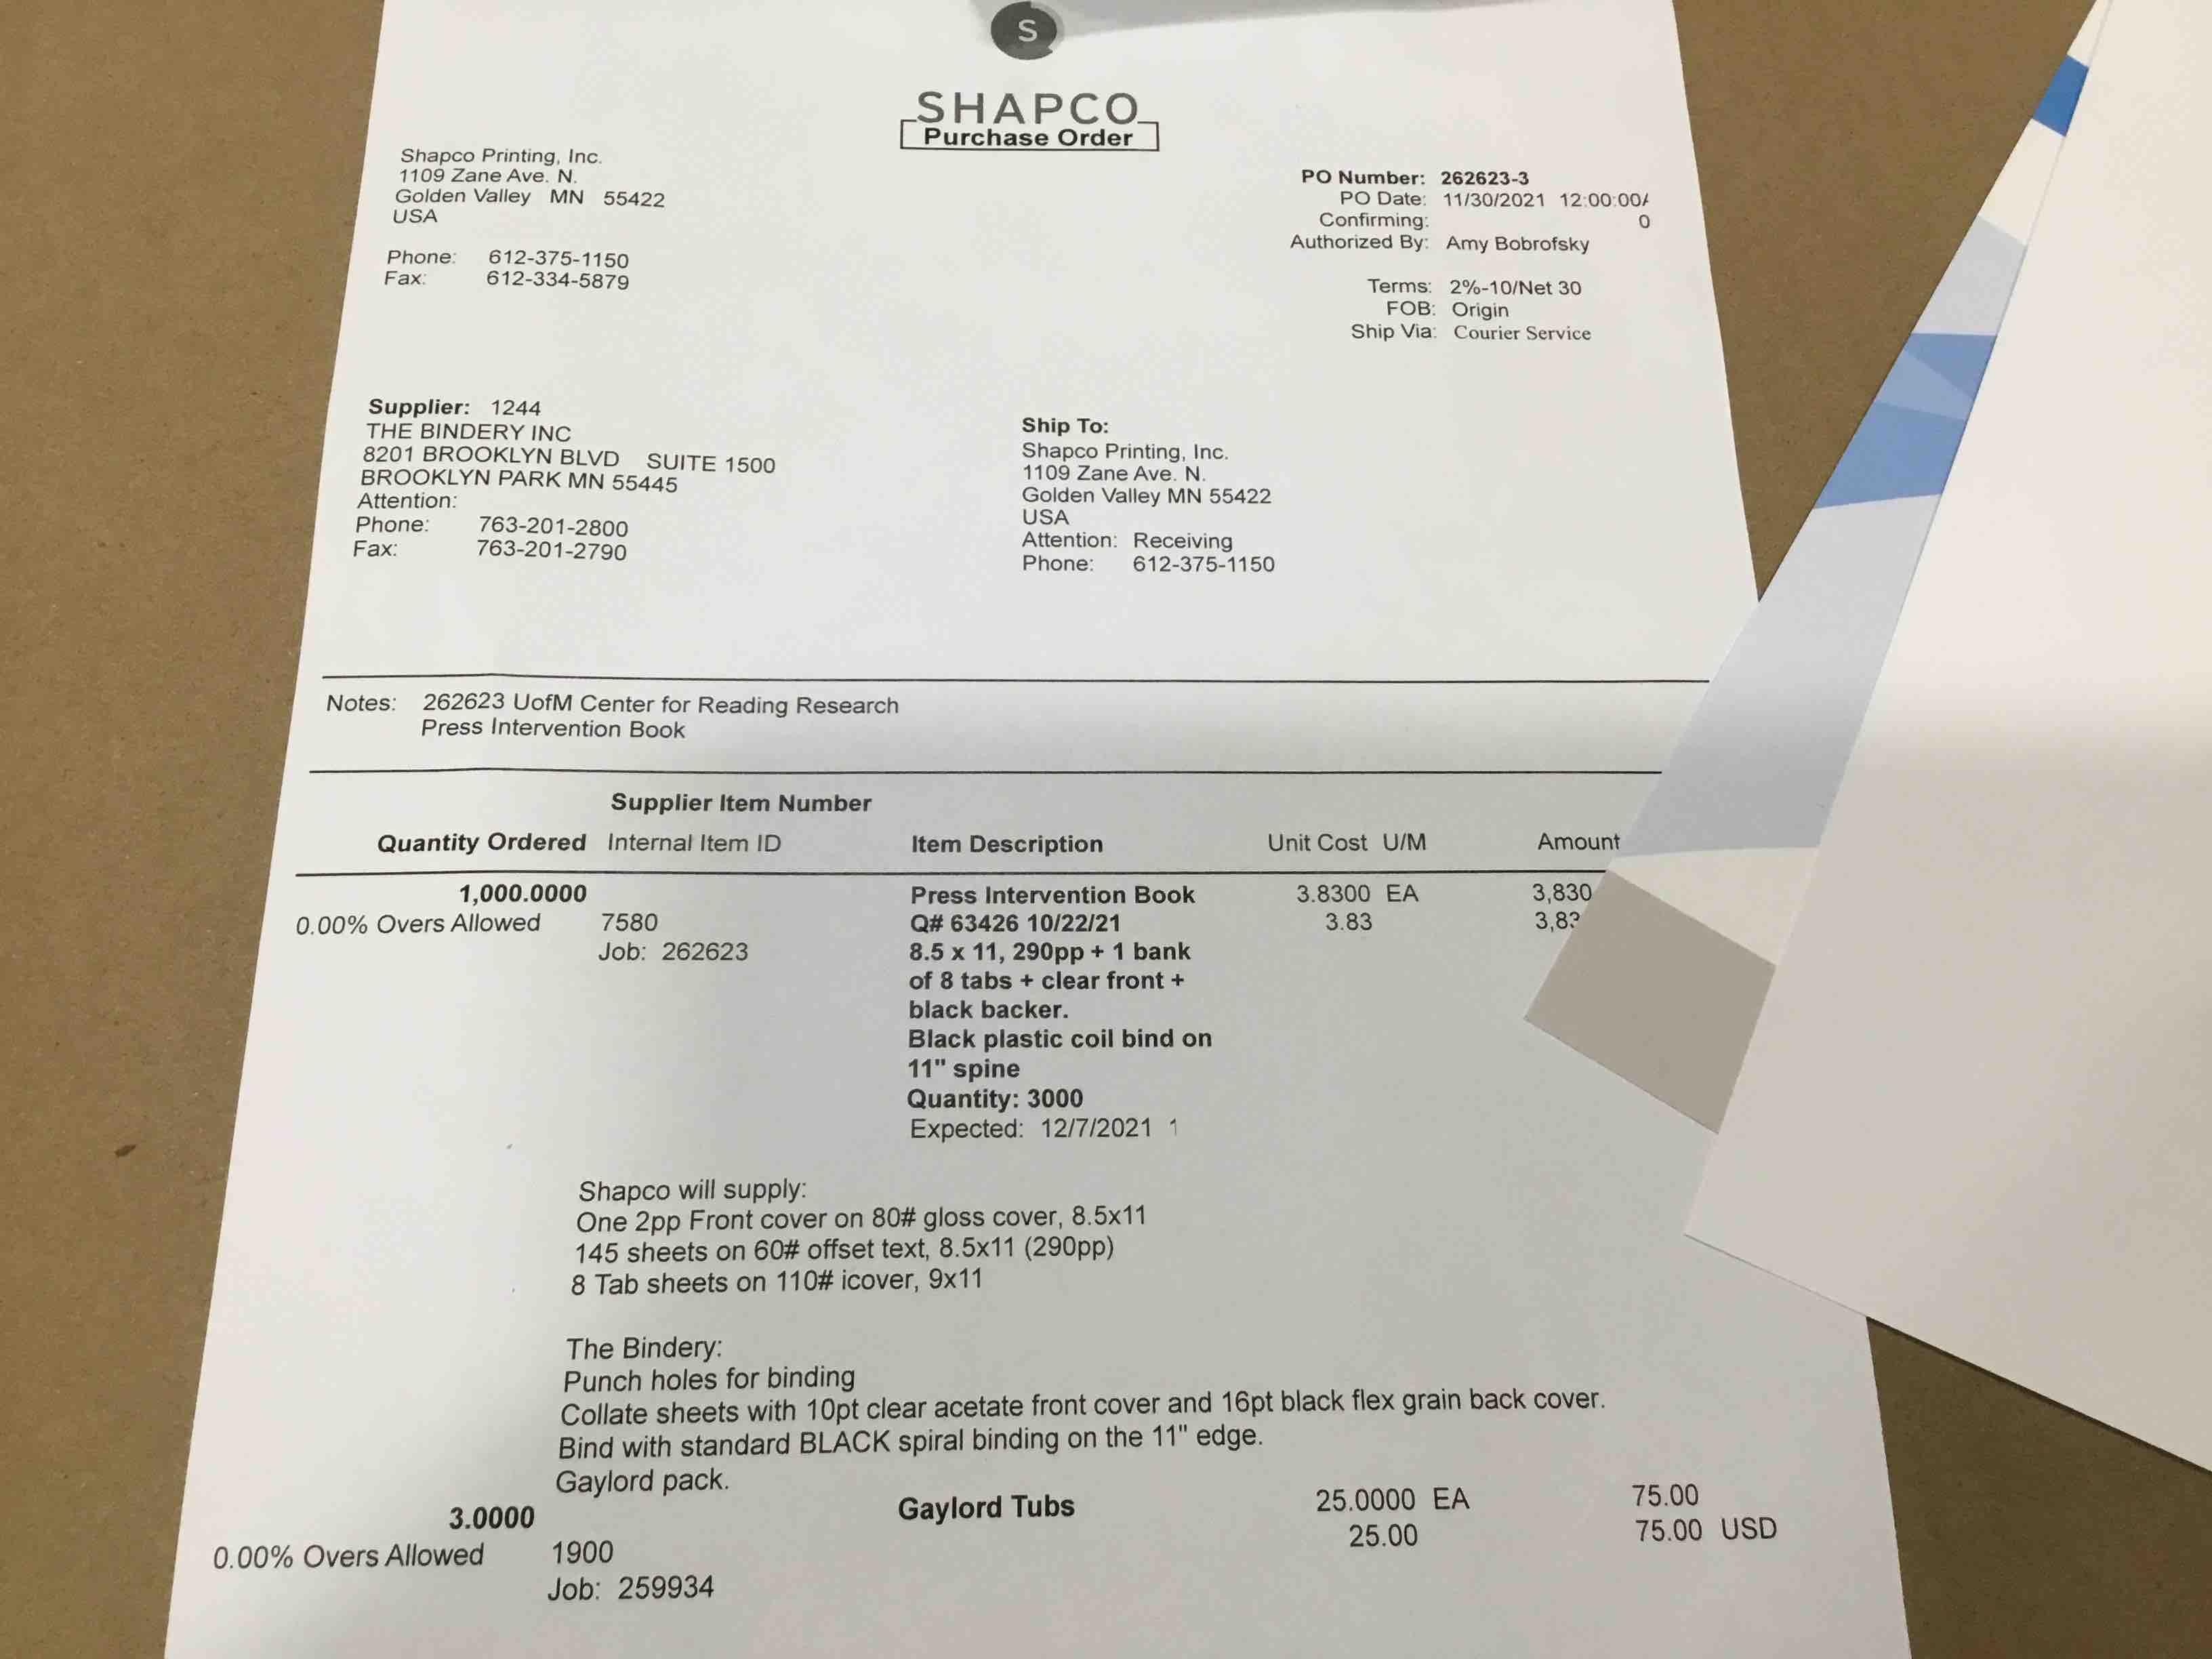 S
SHAPCO
Purchase Order
Shapco Printing, Inc.
1109 Zane Ave. N.
Golden Valley MN 55422
USA
Phone: 612-375-1150
Fax: 612-334-5879
PO Number: 262623-3
PO Date: 11/30/2021 12:00:00
Confirming: 0
Authorized By: Amy Bobrofsky
Terms: 2%-10/Net 30
FOB: Origin
Ship Via: Courier Service
Supplier: 1244
THE BINDERY INC
8201 BROOKLYN BLVD SUITE 1500
BROOKLYN PARK MN 55445
Attention:
Phone: 763-201-2800
Fax: 763-201-2790
Ship To:
Shapco Printing, Inc.
1109 Zane Ave. N.
Golden Valley MN 55422
USA
Attention: Receiving
Phone: 612-375-1150
Notes: 262623 UofM Center for Reading Research
Press Intervention Book
Supplier Item Number
Quantity Ordered Internal Item ID Item Description Unit Cost U/M Amount
1,000.0000 Press Intervention Book 3.8300 EA 3,830
0.00% Overs Allowed 7580 Q# 63426 10/22/21 3.83 3,83
Job: 262623 8.5 x 11, 290pp + 1 bank
of 8 tabs + clear front +
black backer.
Black plastic coil bind on
11" spine
Quantity: 3000
Expected: 12/7/2021 1
Shapco will supply:
One 2pp Front cover on 80# gloss cover, 8.5x11
145 sheets on 60# offset text, 8.5x11 (290pp)
8 Tab sheets on 110# icover, 9x11
The Bindery:
Punch holes for binding
Collate sheets with 10pt clear acetate front cover and 16pt black flex grain back cover.
Bind with standard BLACK spiral binding on the 11" edge.
Gaylord pack.
3.0000 Gaylord Tubs 25.0000 EA 75.00
0.00% Overs Allowed 1900 25.00 75.00 USD
Job: 259934